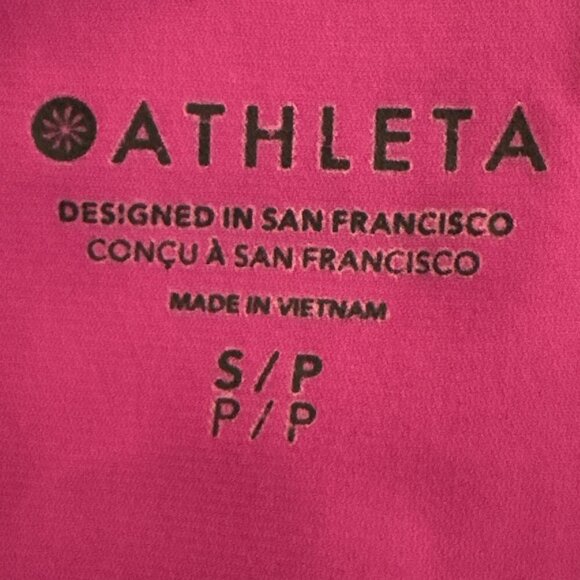 ATHLETA
DESIGNED IN SAN FRANCISCO
CONÇU À SAN FRANCISCO
MADE IN VIETNAM
S/P
P/P